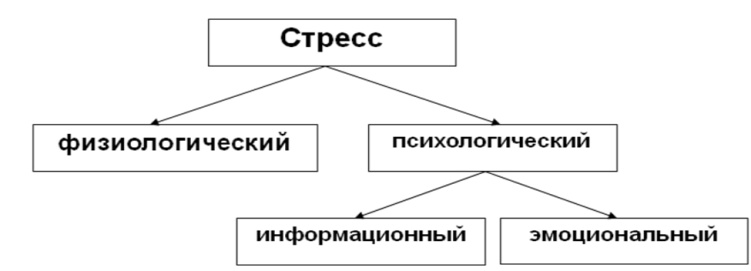 Стресс
физиологический
психологический
информационный
эмоциональный